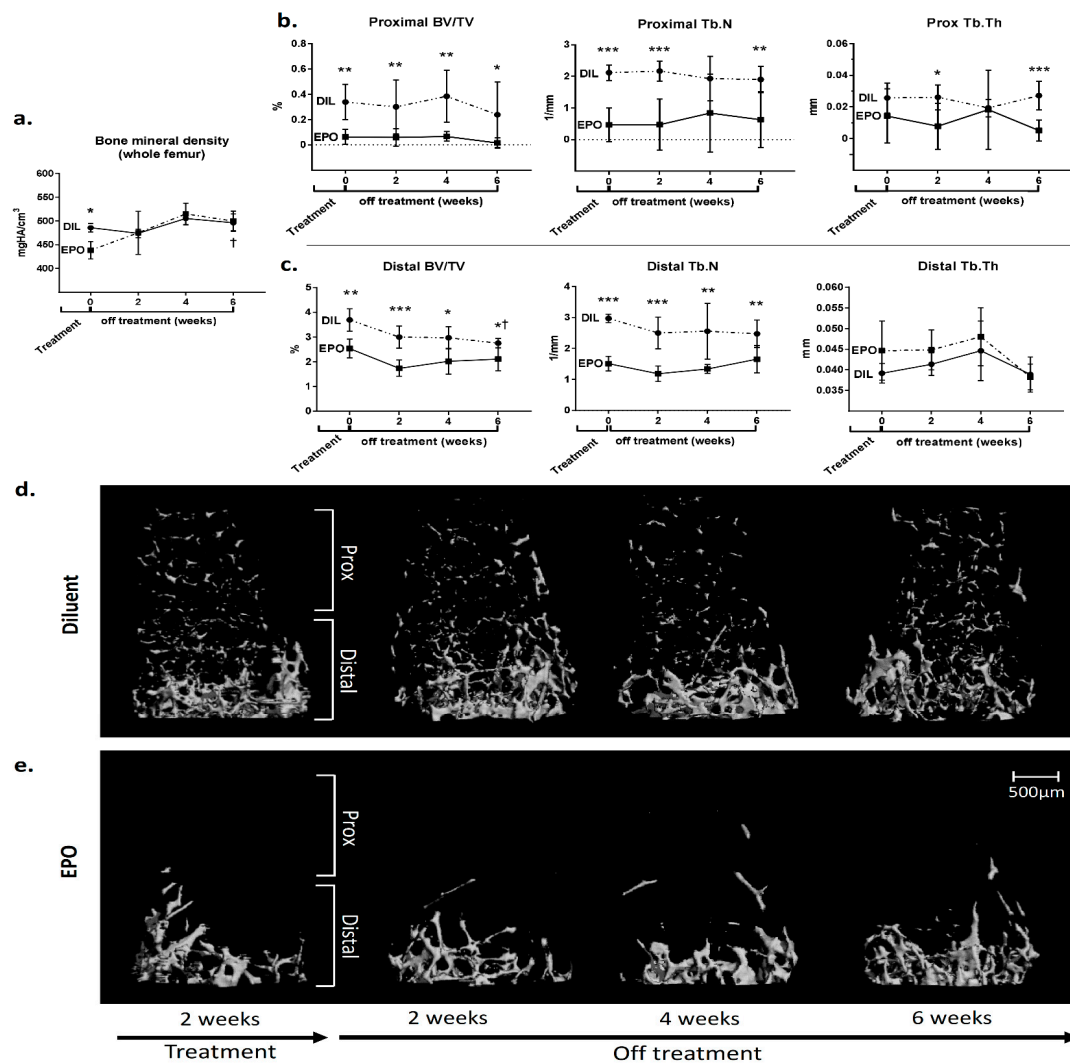 a.
Bone mineral density
(whole femur)
mgHA/cm³
600
550
500
450
400
*
DIL
EPO
†
0 2 4 6
Treatment
off treatment (weeks)
b.
Proximal BV/TV
%
0.8
0.6
0.4
0.2
0
** ** ** *
DIL
EPO
0 2 4 6
Treatment
off treatment (weeks)
Proximal Tb.N
1/mm
3
2
1
0
*** *** **
DIL
EPO
0 2 4 6
Treatment
off treatment (weeks)
Prox Tb.Th
mm
0.06
0.04
0.02
0
* ***
DIL
EPO
0 2 4 6
Treatment
off treatment (weeks)
c.
Distal BV/TV
%
5
4
3
2
1
0
** *** * *†
DIL
EPO
0 2 4 6
Treatment
off treatment (weeks)
Distal Tb.N
1/mm
4
3
2
1
0
*** *** ** **
DIL
EPO
0 2 4 6
Treatment
Off treatment (weeks)
Distal Tb.Th
mm
0.060
0.055
0.050
0.045
0.040
0.035
EPO
DIL
0 2 4 6
Treatment
off treatment (weeks)
d.
Diluent
Prox
Distal
e.
EPO
Prox
Distal
500µm
2 weeks 2 weeks 4 weeks 6 weeks
Treatment Off treatment